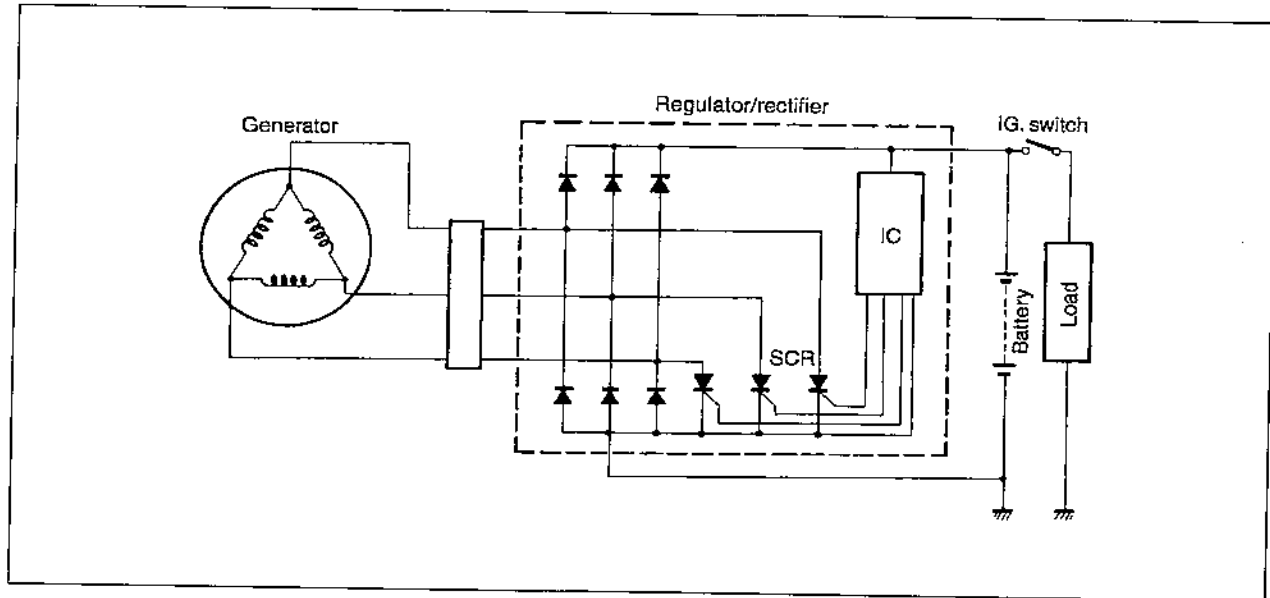 Regulator/rectifier
Generator
IG. switch
IC
SCR
Battery
Load